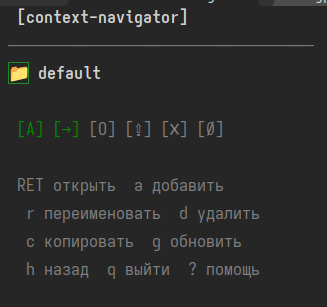 [context-navigator]
default
[A] [→] [O] [⇧] [X] [Ø]
RET открыть a добавить
r переименовать d удалить
c копировать g обновить
h назад q выйти ? помощь